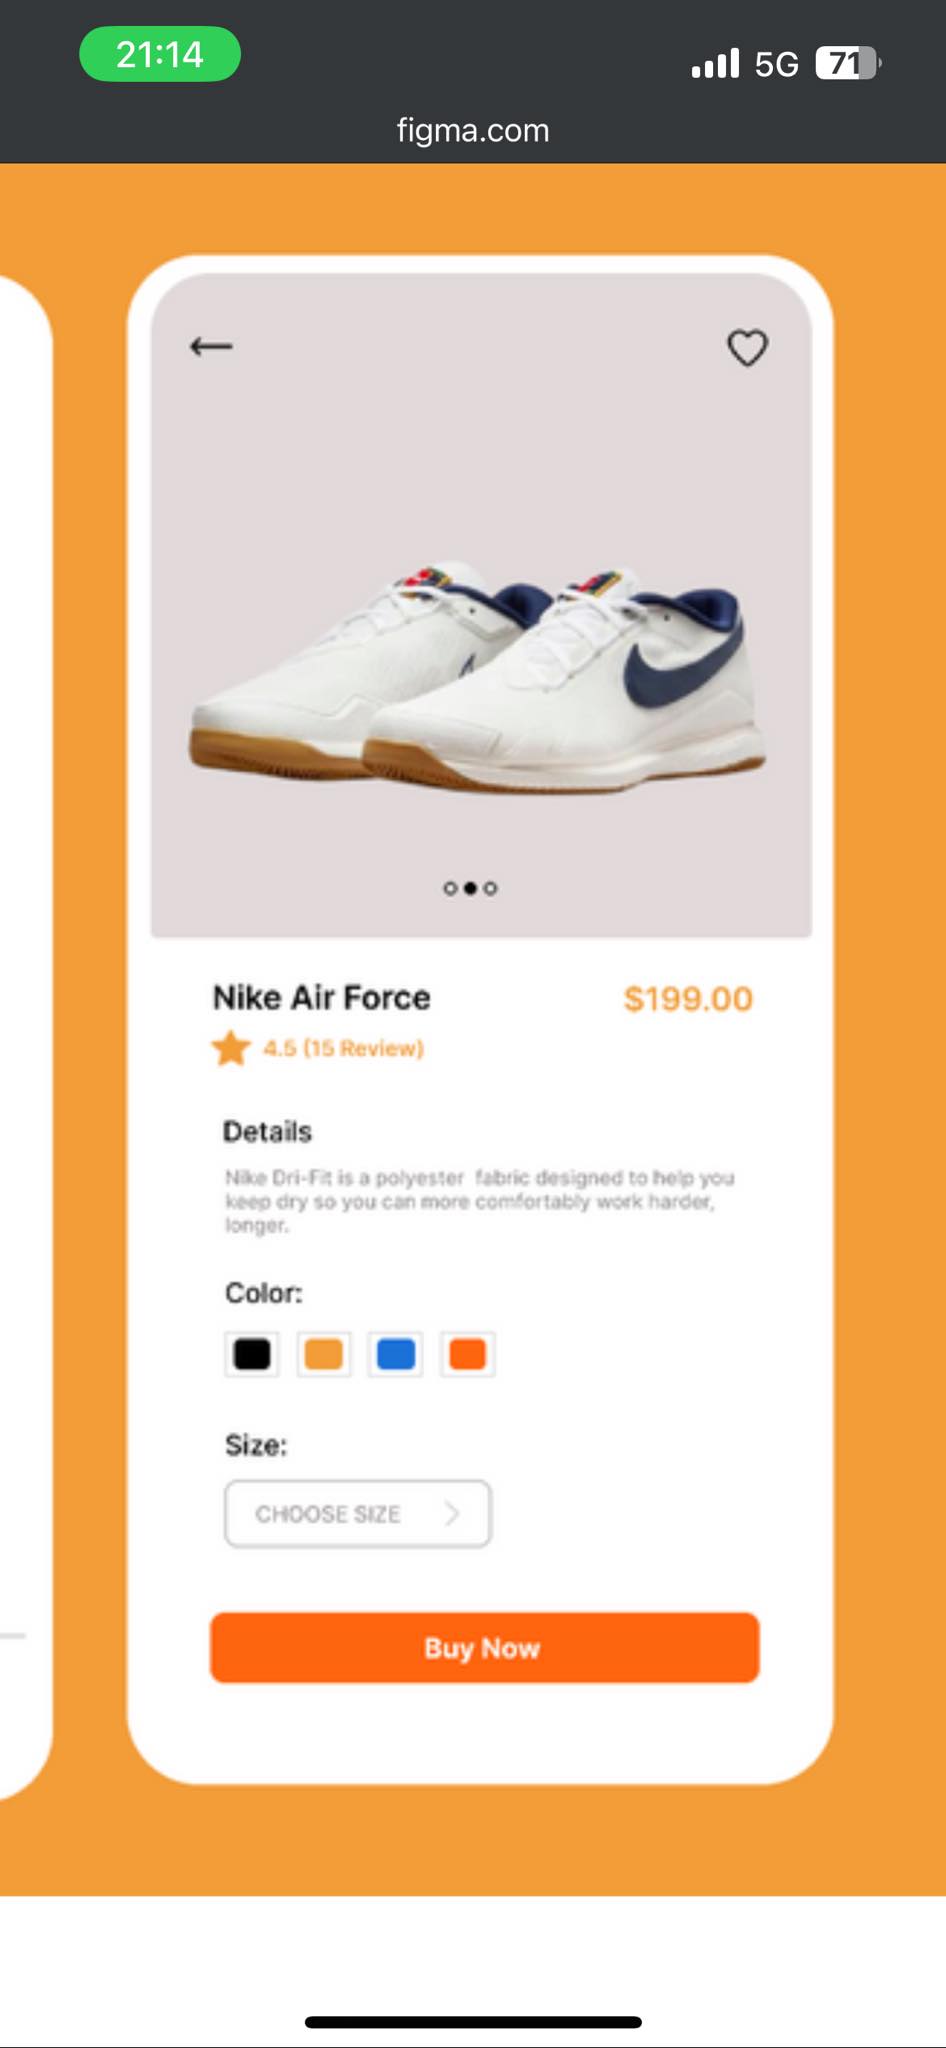 21:14
5G
71
figma.com
Nike Air Force
$199.00
4.5 (15 Review)
Details
Nike Dri-Fit is a polyester fabric designed to help you
keep dry so you can more comfortably work harder,
longer.
Color:
Size:
CHOOSE SIZE
Buy Now